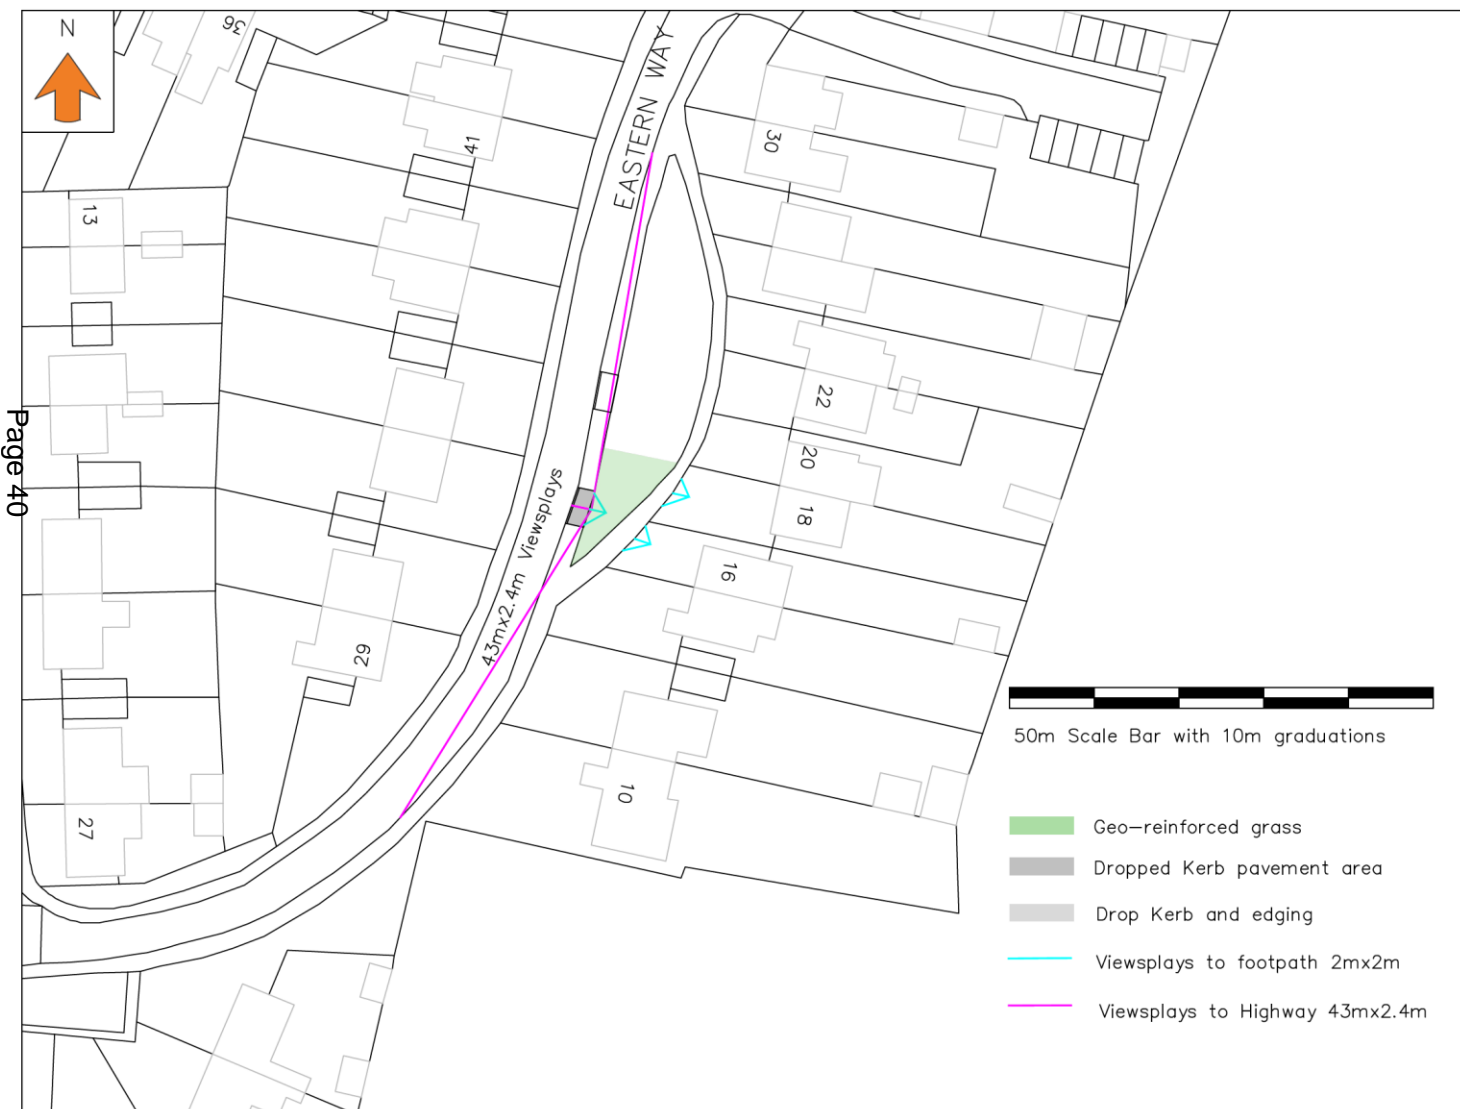 N
36
EASTERN WAY
41
30
13
22
20
18
16
29
10
27
43mx2.4m Viewsplays
Page 40
50m Scale Bar with 10m graduations
Geo-reinforced grass
Dropped Kerb pavement area
Drop Kerb and edging
Viewsplays to footpath 2mx2m
Viewsplays to Highway 43mx2.4m